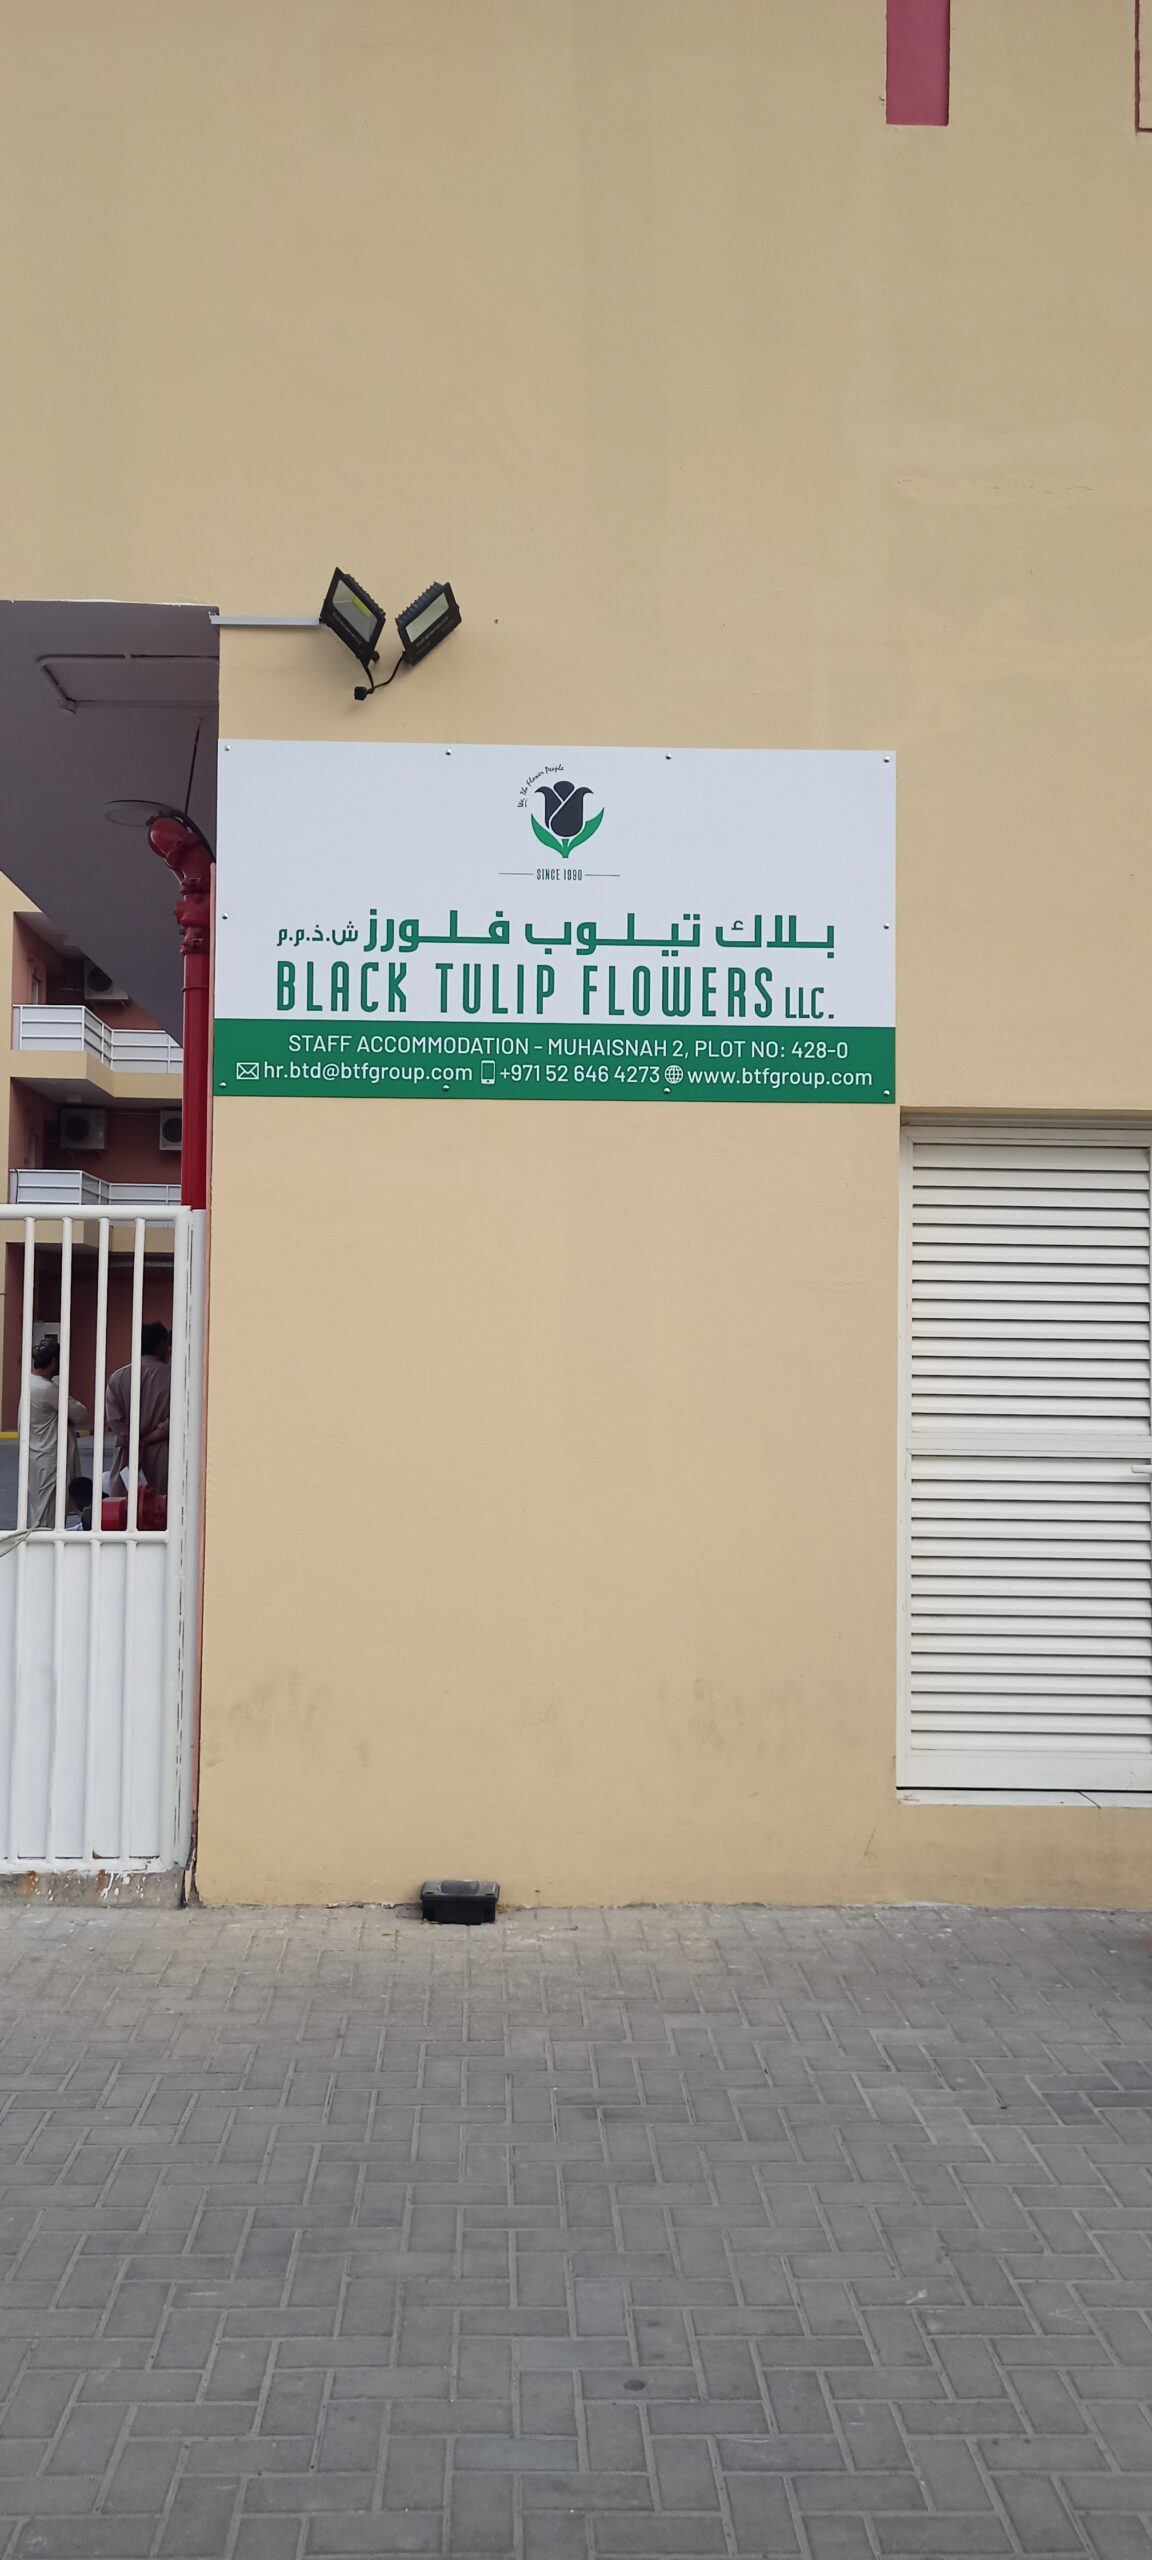 We, The Flower People
SINCE 1990
بلاك تيلوب فلورز ش.ذ.م.م
BLACK TULIP FLOWERS LLC.
STAFF ACCOMMODATION - MUHAISNAH 2, PLOT NO: 428-0
hr.btd@btfgroup.com +971 52 646 4273 www.btfgroup.com